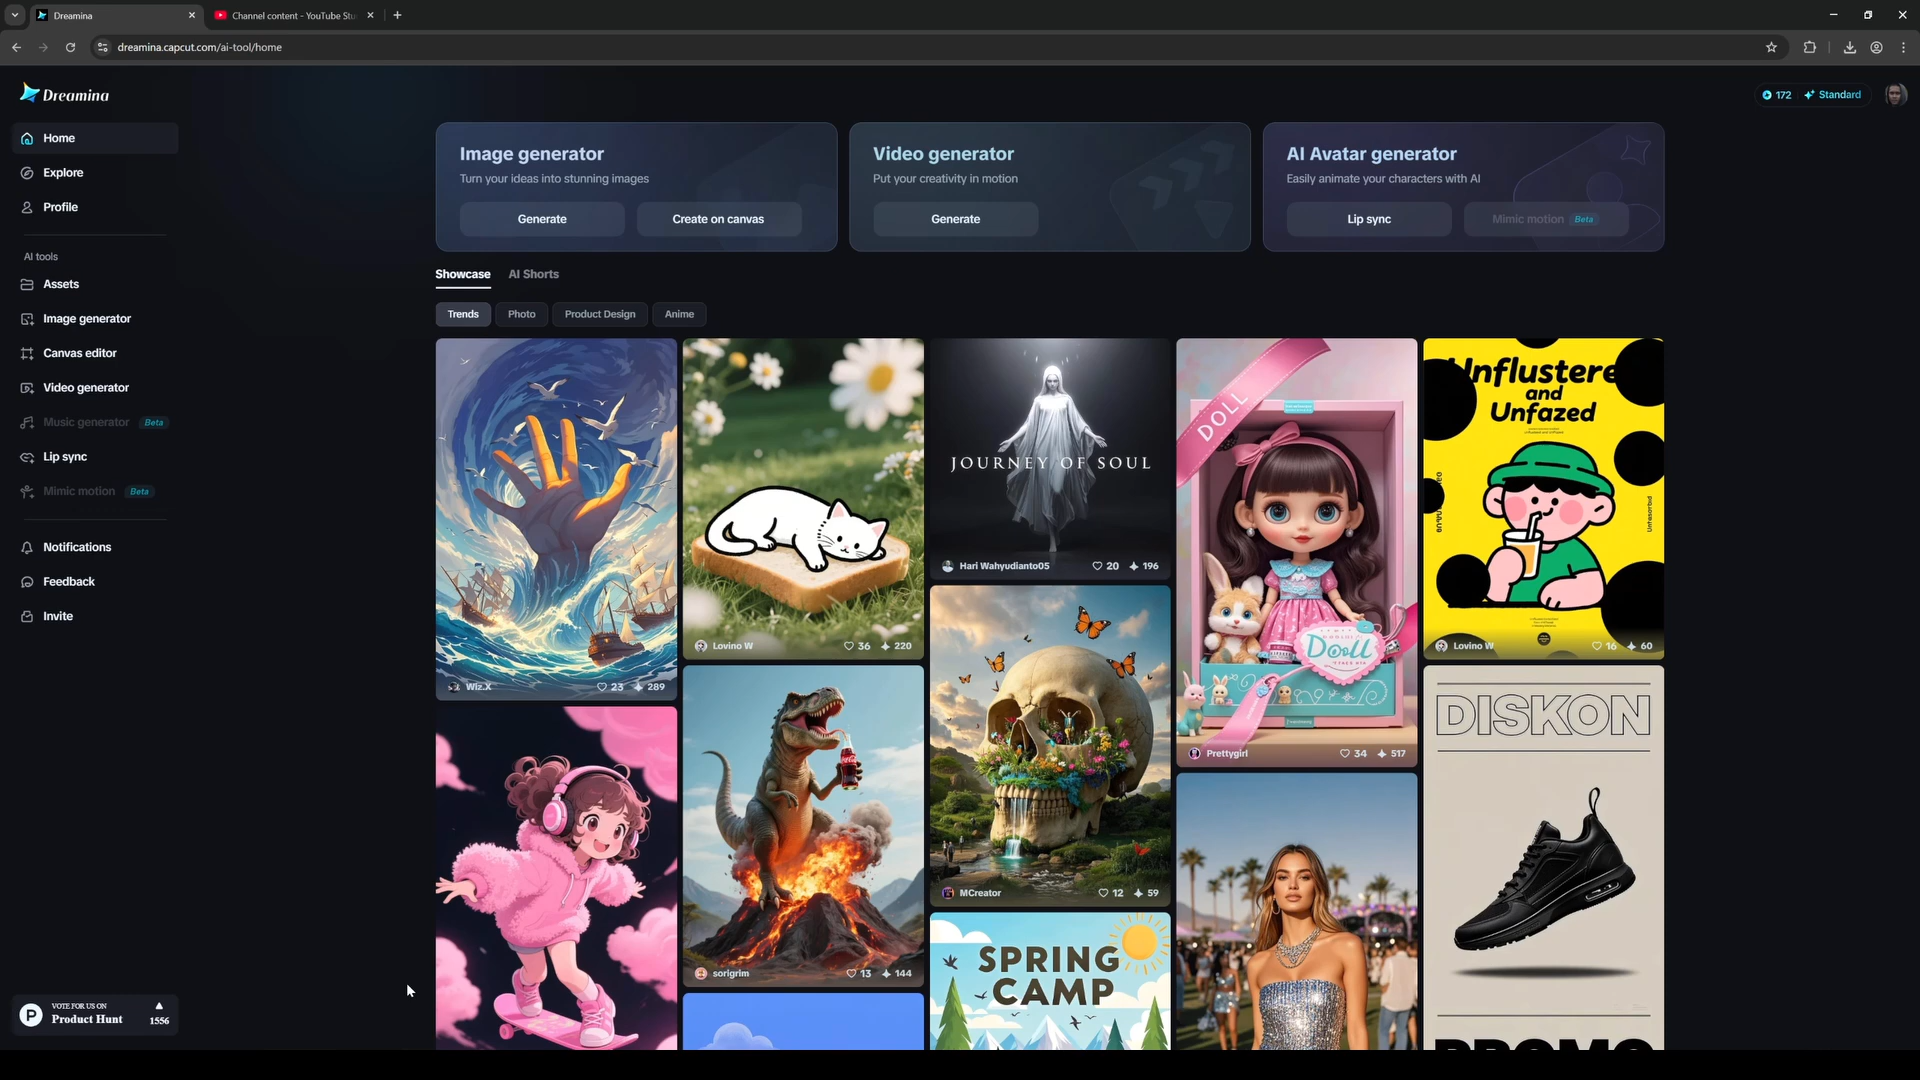 Dreamina
Channel content - YouTube Stu
dreamina.capcut.com/ai-tool/home
Dreamina
172
Standard
Home
Explore
Profile
AI tools
Assets
Image generator
Canvas editor
Video generator
Music generator Beta
Lip sync
Mimic motion Beta
Notifications
Feedback
Invite
VOTE FOR US ON
Product Hunt
1556
Image generator
Turn your ideas into stunning images
Generate
Create on canvas
Video generator
Put your creativity in motion
Generate
AI Avatar generator
Easily animate your characters with AI
Lip sync
Mimic motion Beta
Showcase
AI Shorts
Trends
Photo
Product Design
Anime
Wiz.X
23
289
Lovino W
36
220
sorigrim
13
144
JOURNEY OF SOUL
Hari Wahyudianto05
20
196
MCreator
12
59
SPRING
CAMP
DOLL
Doll
Prettygirl
34
517
Unflustere
and
Unfazed
Lovino W
16
60
DISKON
PROMO